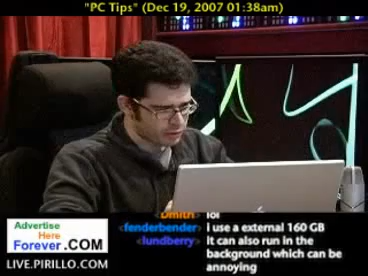 "PC Tips" (Dec 19, 2007 01:38am)
Advertise
Here
Forever.COM
LIVE.PIRILLO.COM
<Dmitri> lol
<fenderbender> i use a external 160 GB
<lundberry> it can also run in the
background which can be
annoying